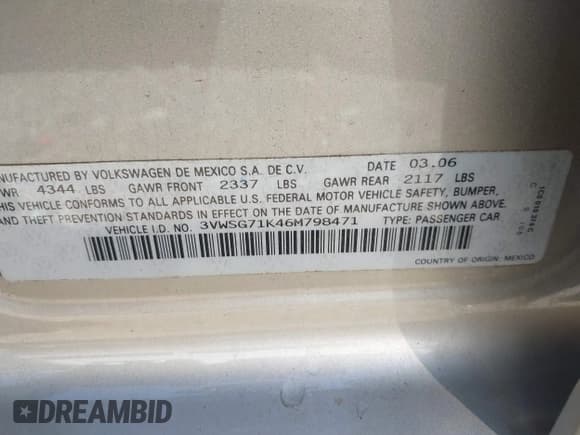 NUFACTURED BY VOLKSWAGEN DE MEXICO S.A. DE C.V. DATE 03.06
WR 4344 LBS GAWR FRONT 2337 LBS GAWR REAR 2117 LBS
THIS VEHICLE CONFORMS TO ALL APPLICABLE U.S. FEDERAL MOTOR VEHICLE SAFETY, BUMPER,
AND THEFT PREVENTION STANDARDS IN EFFECT ON THE DATE OF MANUFACTURE SHOWN ABOVE.
VEHICLE I.D. NO. 3VWSG71K46M798471 TYPE: PASSENGER CAR
COUNTRY OF ORIGIN: MEXICO
DREAMBID